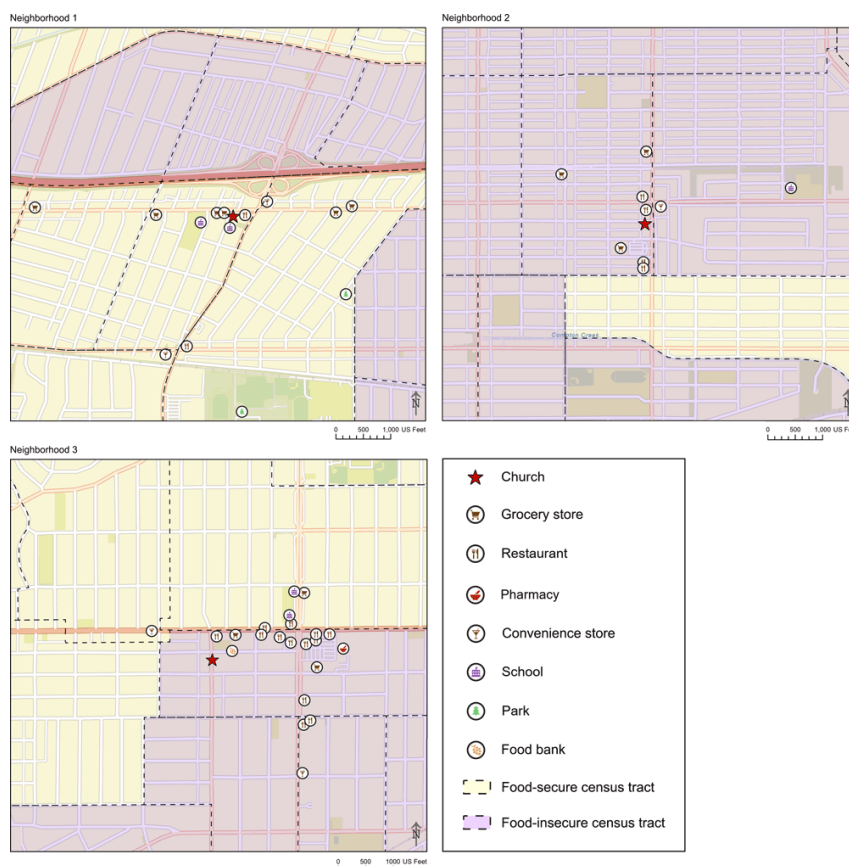 Neighborhood 1
Neighborhood 2
N
0 500 1,000 US Feet
Compton Creek
N
0 500 1,000 US Feet
Neighborhood 3
N
0 500 1000 US Feet
Church
Grocery store
Restaurant
Pharmacy
Convenience store
School
Park
Food bank
Food-secure census tract
Food-insecure census tract